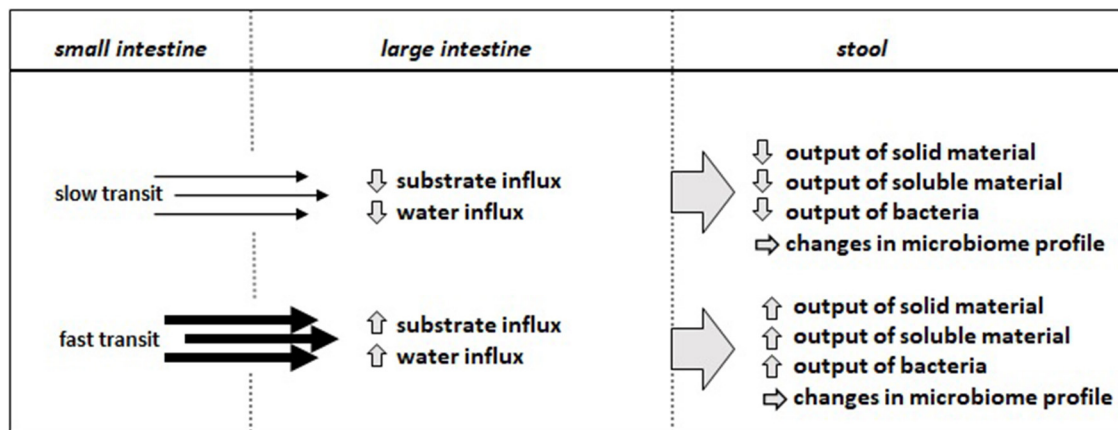 small intestine
large intestine
stool
slow transit
substrate influx
water influx
output of solid material
output of soluble material
output of bacteria
changes in microbiome profile
fast transit
substrate influx
water influx
output of solid material
output of soluble material
output of bacteria
changes in microbiome profile